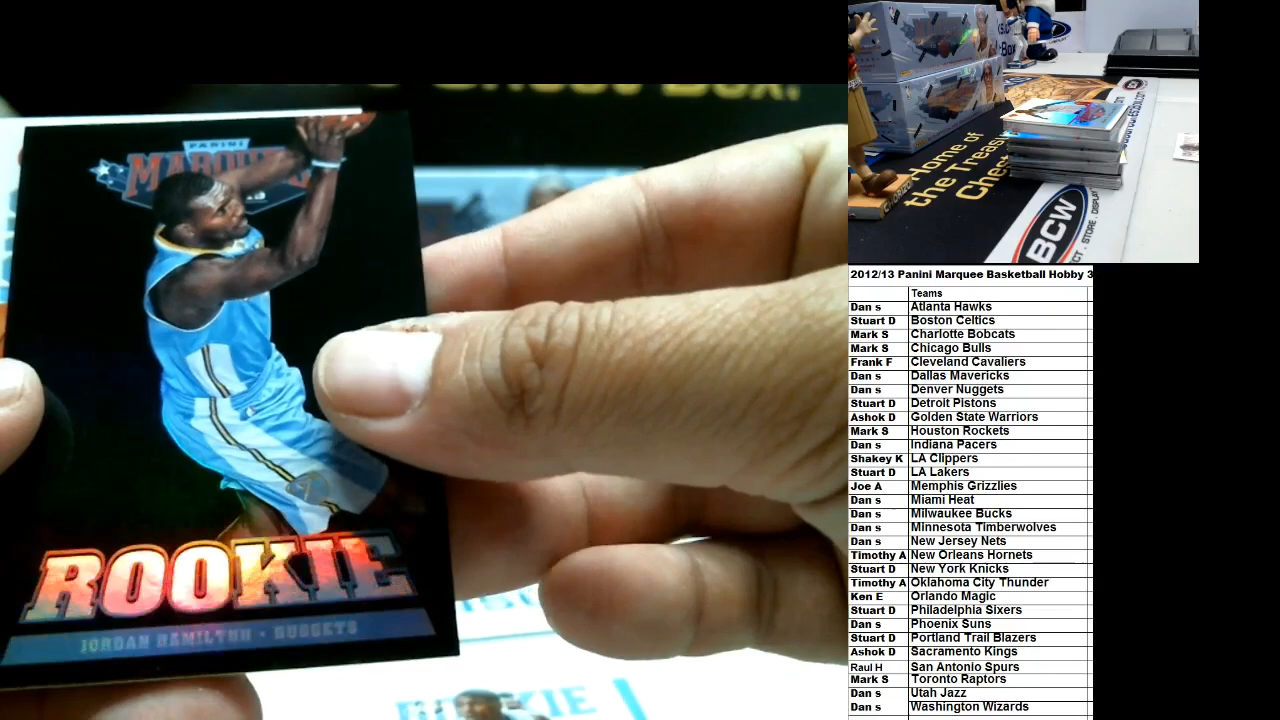 PANINI
MARQUEE
ROOKIE
JORDAN HAMILTON • NUGGETS
ROOKIE
Chest Box.
Home of
the Treasure
Chest
BCW
2012/13 Panini Marquee Basketball Hobby 3
Teams
Dan s Atlanta Hawks
Stuart D Boston Celtics
Mark S Charlotte Bobcats
Mark S Chicago Bulls
Frank F Cleveland Cavaliers
Dan s Dallas Mavericks
Dan s Denver Nuggets
Stuart D Detroit Pistons
Ashok D Golden State Warriors
Mark S Houston Rockets
Dan s Indiana Pacers
Shakey K LA Clippers
Stuart D LA Lakers
Joe A Memphis Grizzlies
Dan s Miami Heat
Dan s Milwaukee Bucks
Dan s Minnesota Timberwolves
Dan s New Jersey Nets
Timothy A New Orleans Hornets
Stuart D New York Knicks
Timothy A Oklahoma City Thunder
Ken E Orlando Magic
Stuart D Philadelphia Sixers
Dan s Phoenix Suns
Stuart D Portland Trail Blazers
Ashok D Sacramento Kings
Raul H San Antonio Spurs
Mark S Toronto Raptors
Dan s Utah Jazz
Dan s Washington Wizards